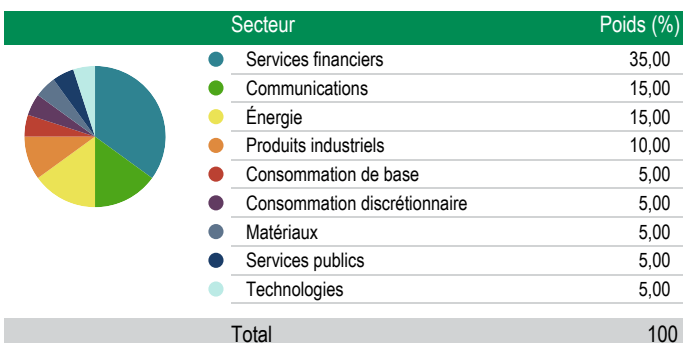 Secteur Poids (%)
Services financiers 35,00
Communications 15,00
Énergie 15,00
Produits industriels 10,00
Consommation de base 5,00
Consommation discrétionnaire 5,00
Matériaux 5,00
Services publics 5,00
Technologies 5,00
Total 100